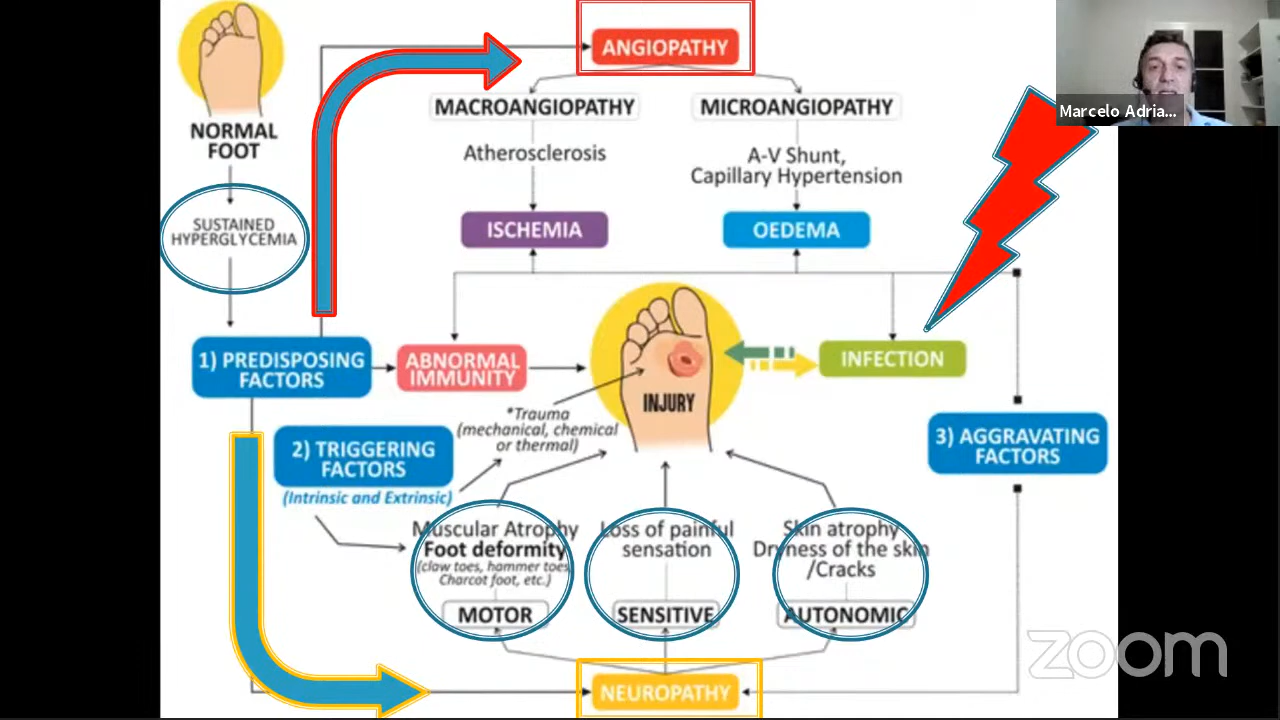 ANGIOPATHY
Marcelo Adria...
MACROANGIOPATHY
MICROANGIOPATHY
NORMAL
FOOT
Atherosclerosis
A-V Shunt,
Capillary Hypertension
SUSTAINED
HYPERGLYCEMIA
ISCHEMIA
OEDEMA
1) PREDISPOSING
FACTORS
ABNORMAL
IMMUNITY
INJURY
INFECTION
*Trauma
(mechanical, chemical
or thermal)
2) TRIGGERING
FACTORS
(Intrinsic and Extrinsic)
3) AGGRAVATING
FACTORS
Muscular Atrophy
Foot deformity
(claw toes, hammer toes
Charcot foot, etc.)
MOTOR
Loss of painful
sensation
SENSITIVE
Skin atrophy
Dryness of the skin
/Cracks
AUTONOMIC
NEUROPATHY
zoom